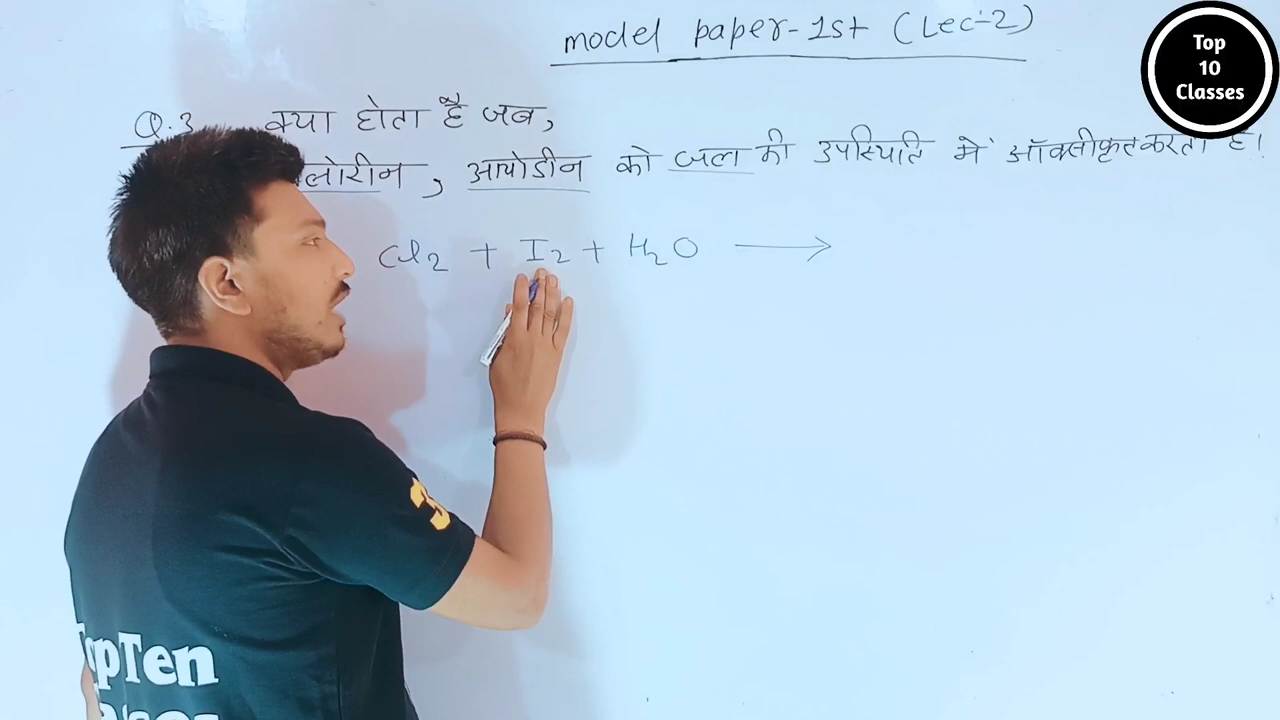 model paper-1st (Lec-2)
Top
10
Classes
Q.3 क्या होता है जब,
लोरीन, आयोडीन को जल की उपस्थिति में ऑक्सीकृत करता है।
Cl₂ + I₂ + H₂O ⟶
3
TopTen